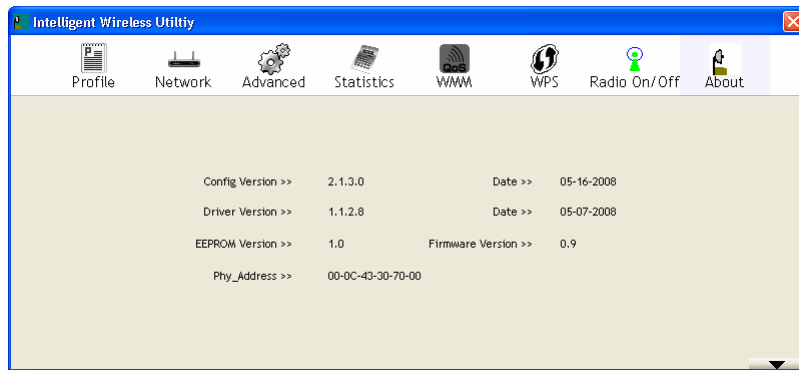 Intelligent Wireless Utiltiy
Profile Network Advanced Statistics QoS WMM WPS Radio On/Off About
Config Version >> 2.1.3.0 Date >> 05-16-2008
Driver Version >> 1.1.2.8 Date >> 05-07-2008
EEPROM Version >> 1.0 Firmware Version >> 0.9
Phy_Address >> 00-0C-43-30-70-00